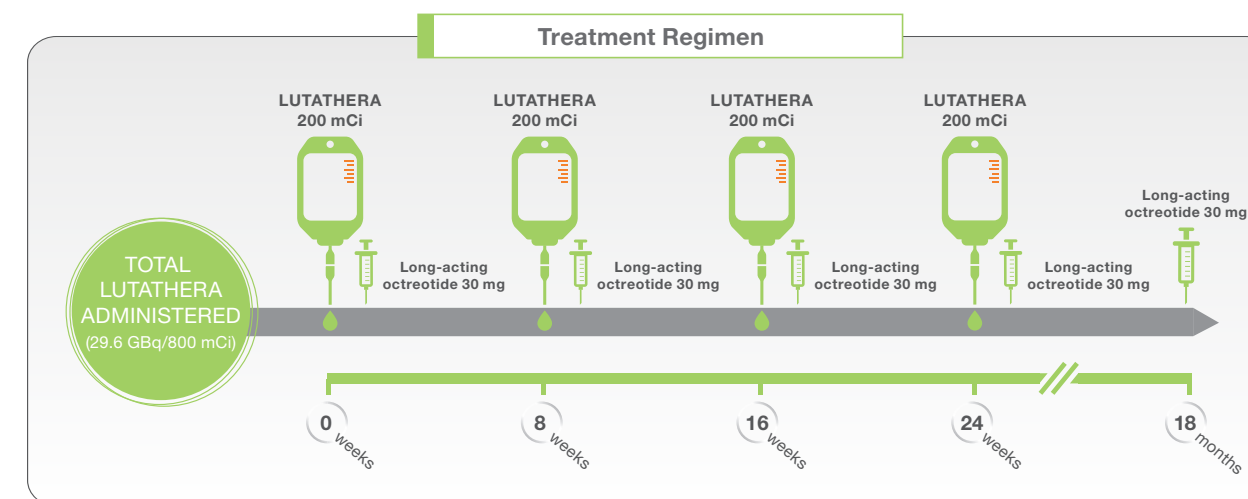 Treatment Regimen
LUTATHERA
200 mCi
LUTATHERA
200 mCi
LUTATHERA
200 mCi
LUTATHERA
200 mCi
Long-acting
octreotide 30 mg
TOTAL
LUTATHERA
ADMINISTERED
(29.6 GBq/800 mCi)
Long-acting
octreotide 30 mg
Long-acting
octreotide 30 mg
Long-acting
octreotide 30 mg
Long-acting
octreotide 30 mg
0 weeks
8 weeks
16 weeks
24 weeks
18 months